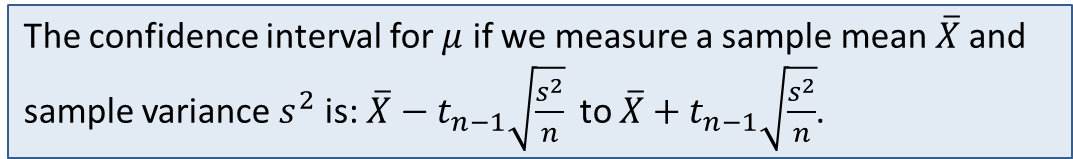 The confidence interval for μ if we measure a sample mean X̄ and
sample variance s² is: X̄ − tₙ₋₁√(s²/n) to X̄ + tₙ₋₁√(s²/n).